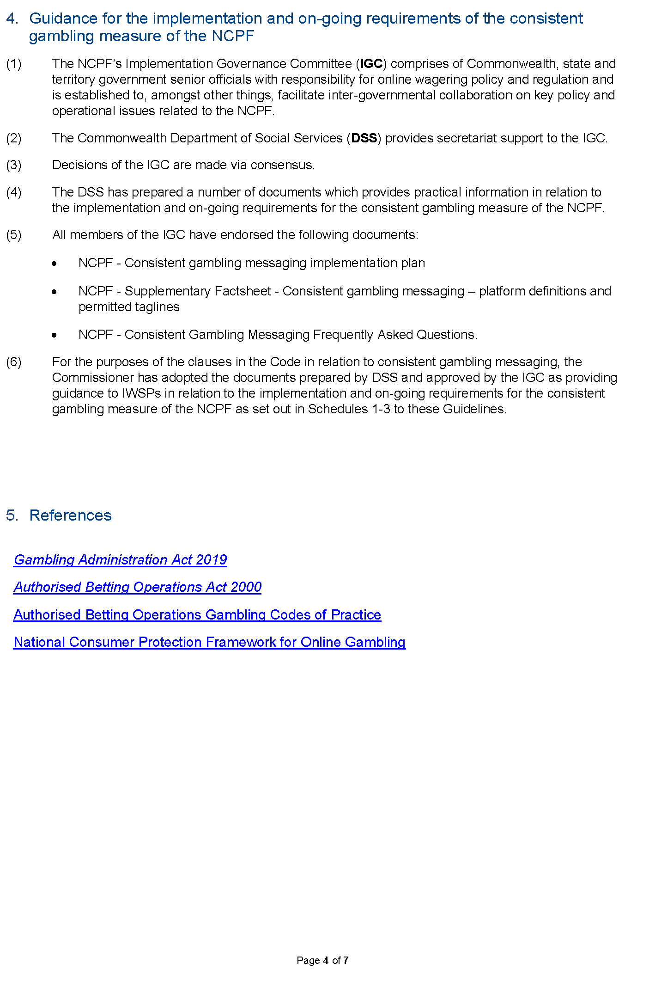 4. Guidance for the implementation and on-going requirements of the consistent
gambling measure of the NCPF
(1) The NCPF’s Implementation Governance Committee (IGC) comprises of Commonwealth, state and
territory government senior officials with responsibility for online wagering policy and regulation and
is established to, amongst other things, facilitate inter-governmental collaboration on key policy and
operational issues related to the NCPF.
(2) The Commonwealth Department of Social Services (DSS) provides secretariat support to the IGC.
(3) Decisions of the IGC are made via consensus.
(4) The DSS has prepared a number of documents which provides practical information in relation to
the implementation and on-going requirements for the consistent gambling measure of the NCPF.
(5) All members of the IGC have endorsed the following documents:
• NCPF - Consistent gambling messaging implementation plan
• NCPF - Supplementary Factsheet - Consistent gambling messaging – platform definitions and
permitted taglines
• NCPF - Consistent Gambling Messaging Frequently Asked Questions.
(6) For the purposes of the clauses in the Code in relation to consistent gambling messaging, the
Commissioner has adopted the documents prepared by DSS and approved by the IGC as providing
guidance to IWSPs in relation to the implementation and on-going requirements for the consistent
gambling measure of the NCPF as set out in Schedules 1-3 to these Guidelines.
5. References
Gambling Administration Act 2019
Authorised Betting Operations Act 2000
Authorised Betting Operations Gambling Codes of Practice
National Consumer Protection Framework for Online Gambling
Page 4 of 7